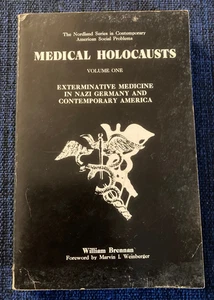 The Nordland Series in Contemporary
American Social Problems
MEDICAL HOLOCAUSTS
VOLUME ONE
EXTERMINATIVE MEDICINE
IN NAZI GERMANY AND
CONTEMPORARY AMERICA
William Brennan
Foreword by Marvin I. Weinberger